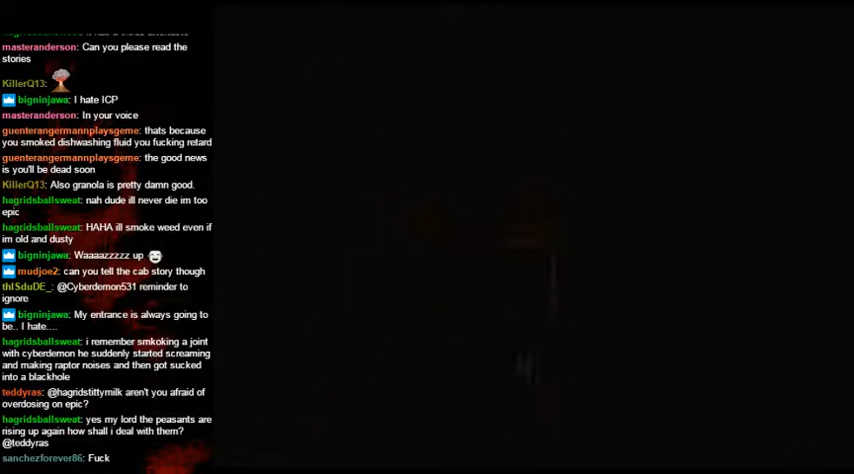 masteranderson: Can you please read the
stories
KillerQ13:
bigninjawa: I hate ICP
masteranderson: In your voice
guenterangermannplaysgeme: thats because
you smoked dishwashing fluid you fucking retard
guenterangermannplaysgeme: the good news
is you'll be dead soon
KillerQ13: Also granola is pretty damn good.
hagridsballsweat: nah dude ill never die im too
epic
hagridsballsweat: HAHA ill smoke weed even if
im old and dusty
bigninjawa: Waaaazzzzz up
mudjoe2: can you tell the cab story though
thISduDE_: @Cyberdemon531 reminder to
ignore
bigninjawa: My entrance is always going to
be.. I hate....
hagridsballsweat: i remember smkoking a joint
with cyberdemon he suddenly started screaming
and making raptor noises and then got sucked
into a blackhole
teddyras: @hagridstittymilk aren't you afraid of
overdosing on epic?
hagridsballsweat: yes my lord the peasants are
rising up again how shall i deal with them?
@teddyras
sanchezforever86: Fuck